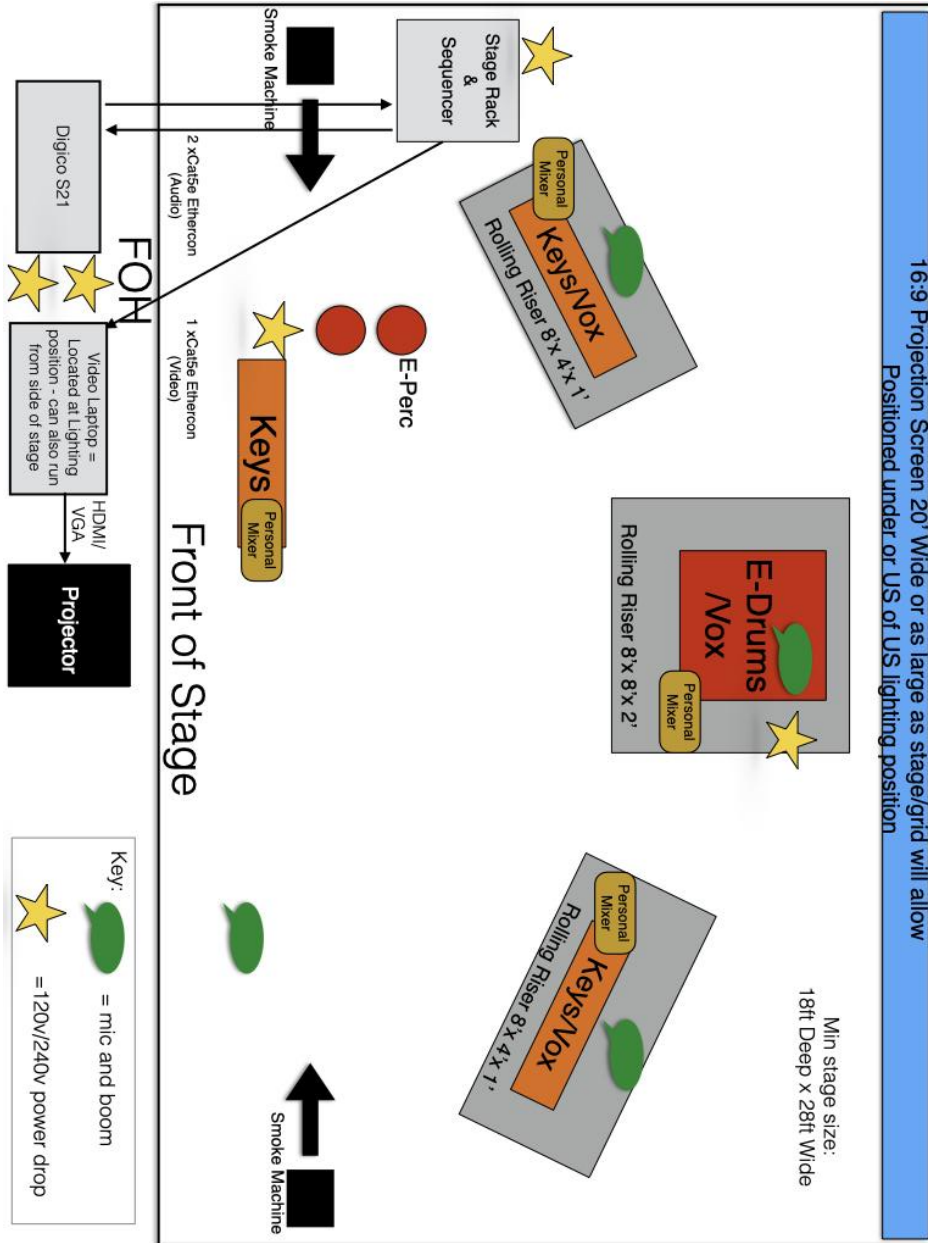 16:9 Projection Screen 20' Wide or as large as stage/grid will allow
Positioned under or US of US lighting position
Min stage size:
18ft Deep x 28ft Wide
Stage Rack
&
Sequencer
Smoke Machine
Personal
Mixer
Keys/Vox
Rolling Riser 8'x 4'x 1'
E-Drums
/Vox
Personal
Mixer
Rolling Riser 8'x 8'x 2'
Personal
Mixer
Keys/Vox
Rolling Riser 8'x 4'x 1'
E-Perc
Keys
Personal
Mixer
Smoke Machine
2 xCat5e Ethercon
(Audio)
1 xCat5e Ethercon
(Video)
Front of Stage
FOH
Digico S21
Video Laptop =
Located at Lighting
position - can also run
from side of stage
HDMI/
VGA
Projector
Key:
= mic and boom
=120v/240v power drop